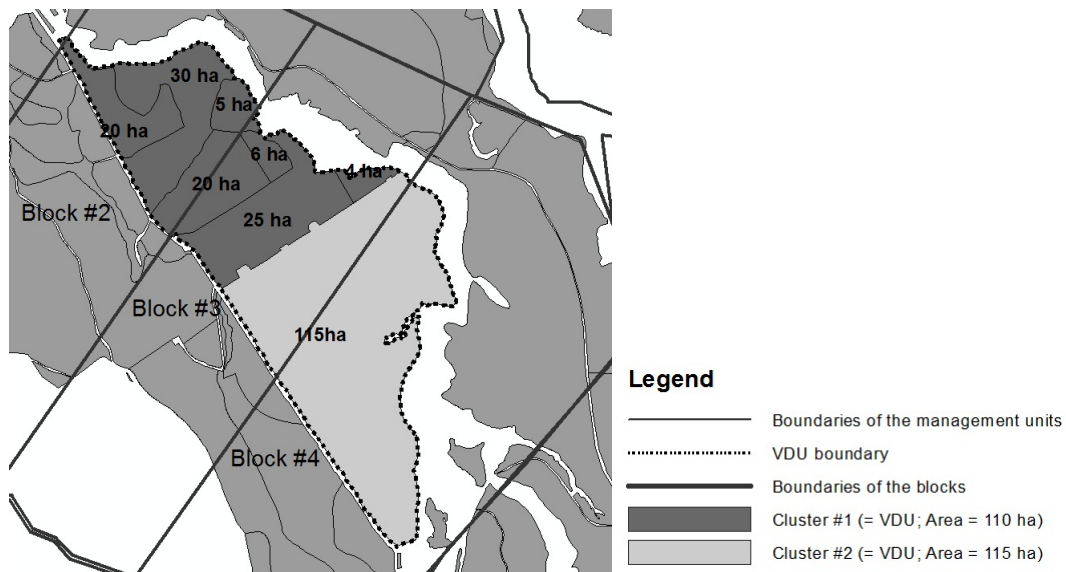 30 ha
5 ha
20 ha
6 ha
4 ha
20 ha
Block #2
25 ha
Block #3
115ha
Block #4
Legend
Boundaries of the management units
VDU boundary
Boundaries of the blocks
Cluster #1 (= VDU; Area = 110 ha)
Cluster #2 (= VDU; Area = 115 ha)